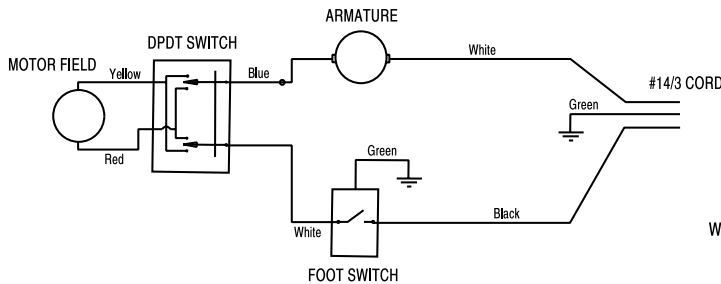 ARMATURE
DPDT SWITCH
MOTOR FIELD
Yellow
Blue
White
#14/3 CORD
Green
Red
Green
White
Black
W
FOOT SWITCH